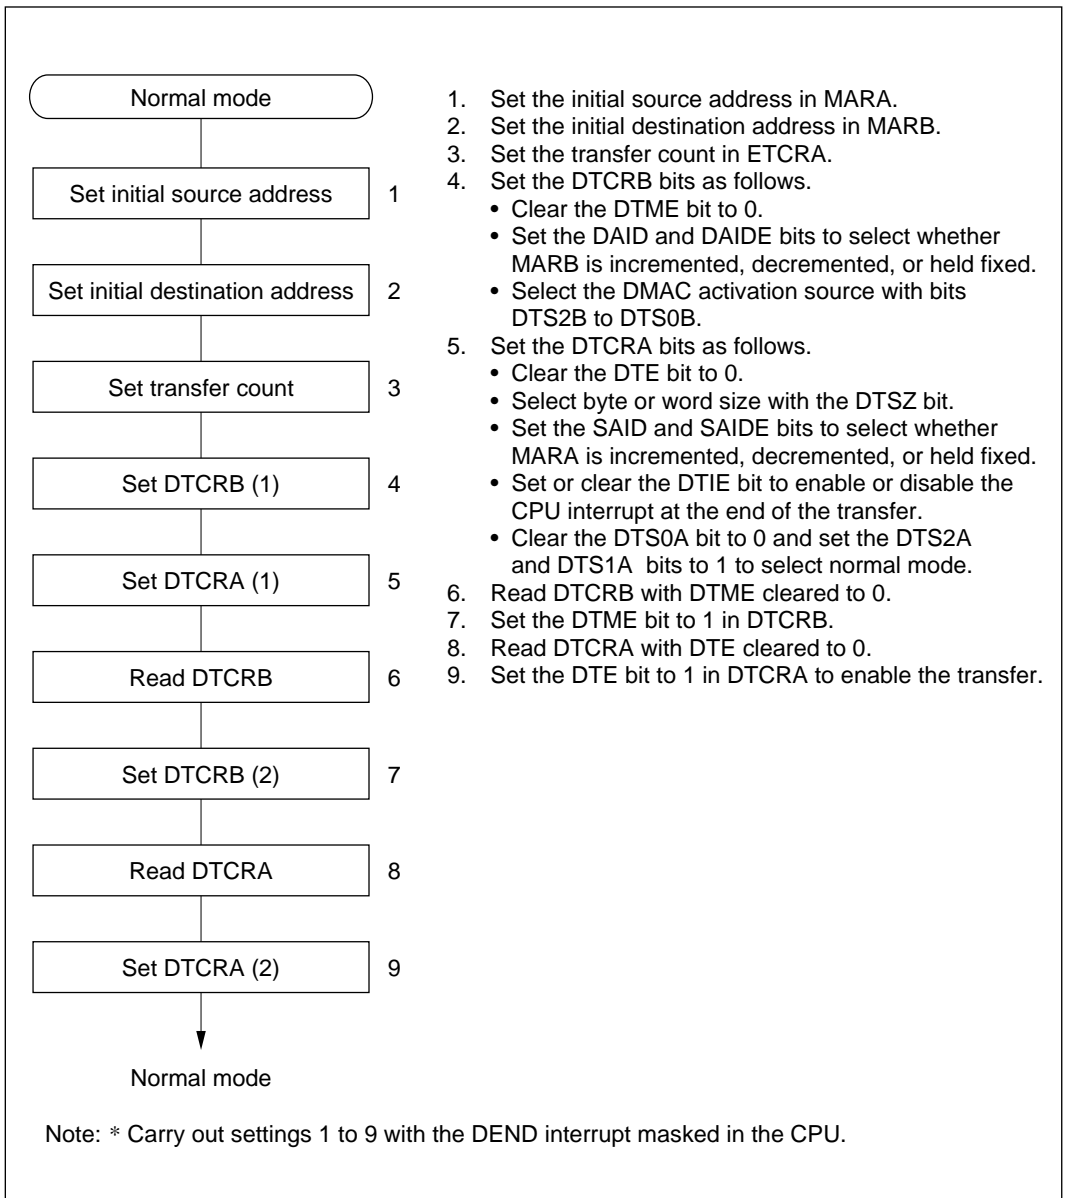 Normal mode
Set initial source address 1
Set initial destination address 2
Set transfer count 3
Set DTCRB (1) 4
Set DTCRA (1) 5
Read DTCRB 6
Set DTCRB (2) 7
Read DTCRA 8
Set DTCRA (2) 9
Normal mode
1. Set the initial source address in MARA.
2. Set the initial destination address in MARB.
3. Set the transfer count in ETCRA.
4. Set the DTCRB bits as follows.
• Clear the DTME bit to 0.
• Set the DAID and DAIDE bits to select whether
MARB is incremented, decremented, or held fixed.
• Select the DMAC activation source with bits
DTS2B to DTS0B.
5. Set the DTCRA bits as follows.
• Clear the DTE bit to 0.
• Select byte or word size with the DTSZ bit.
• Set the SAID and SAIDE bits to select whether
MARA is incremented, decremented, or held fixed.
• Set or clear the DTIE bit to enable or disable the
CPU interrupt at the end of the transfer.
• Clear the DTS0A bit to 0 and set the DTS2A
and DTS1A bits to 1 to select normal mode.
6. Read DTCRB with DTME cleared to 0.
7. Set the DTME bit to 1 in DTCRB.
8. Read DTCRA with DTE cleared to 0.
9. Set the DTE bit to 1 in DTCRA to enable the transfer.
Note: * Carry out settings 1 to 9 with the DEND interrupt masked in the CPU.